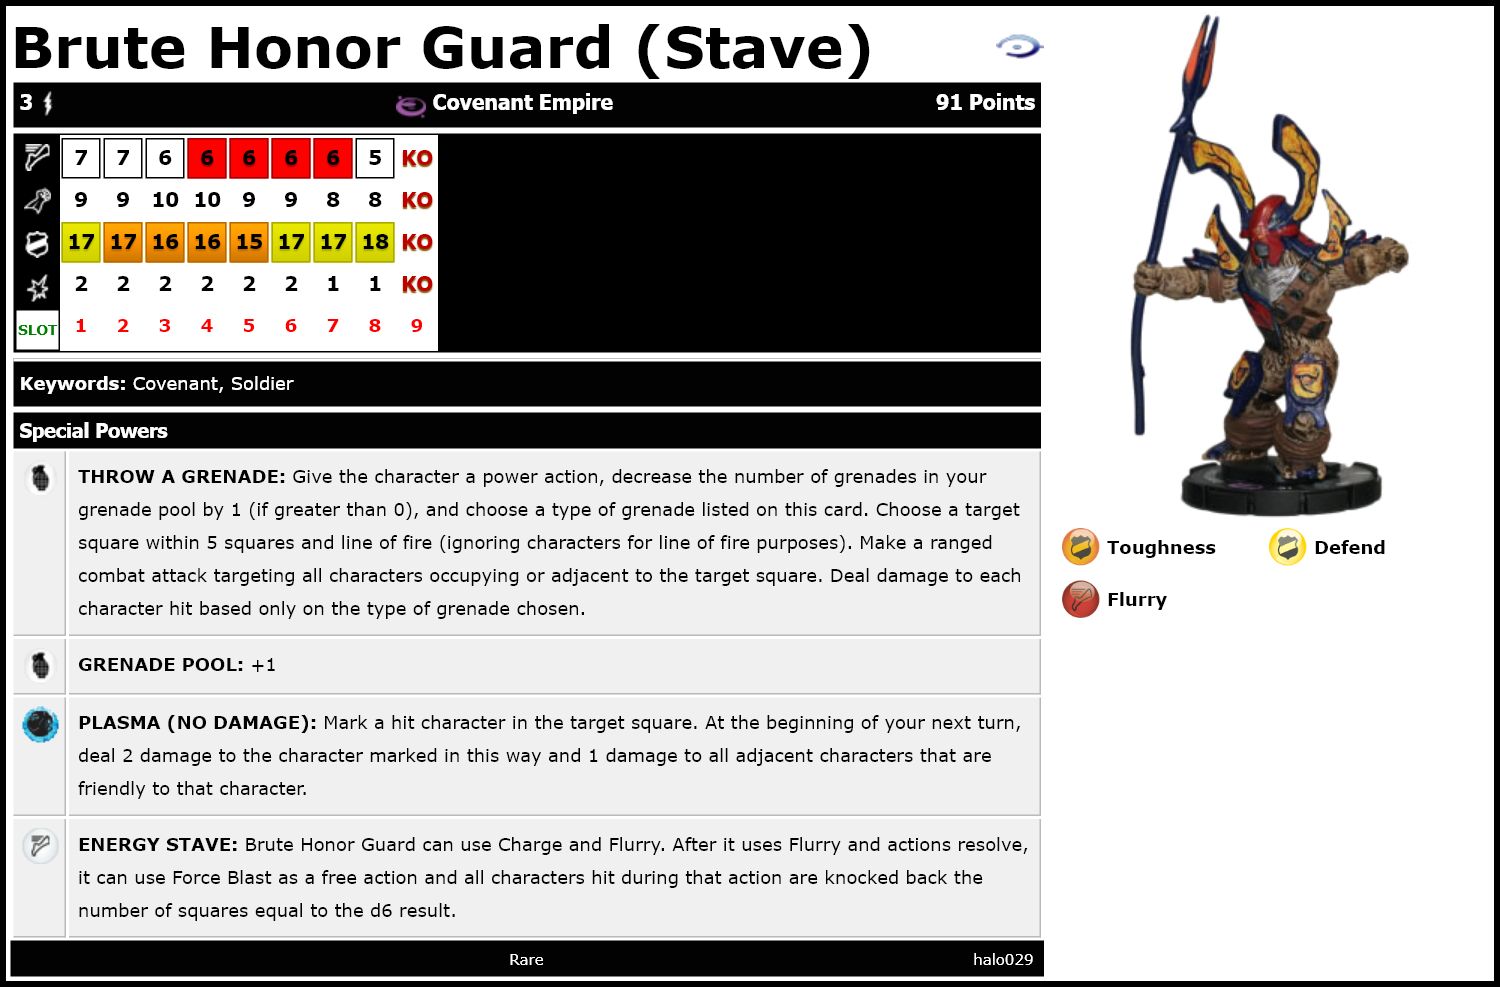 Brute Honor Guard (Stave)
3 Covenant Empire 91 Points
7 7 6 6 6 6 6 5 KO
9 9 10 10 9 9 8 8 KO
17 17 16 16 15 17 17 18 KO
2 2 2 2 2 2 1 1 KO
SLOT 1 2 3 4 5 6 7 8 9
Keywords: Covenant, Soldier
Special Powers
THROW A GRENADE: Give the character a power action, decrease the number of grenades in your
grenade pool by 1 (if greater than 0), and choose a type of grenade listed on this card. Choose a target
square within 5 squares and line of fire (ignoring characters for line of fire purposes). Make a ranged
combat attack targeting all characters occupying or adjacent to the target square. Deal damage to each
character hit based only on the type of grenade chosen.
GRENADE POOL: +1
PLASMA (NO DAMAGE): Mark a hit character in the target square. At the beginning of your next turn,
deal 2 damage to the character marked in this way and 1 damage to all adjacent characters that are
friendly to that character.
ENERGY STAVE: Brute Honor Guard can use Charge and Flurry. After it uses Flurry and actions resolve,
it can use Force Blast as a free action and all characters hit during that action are knocked back the
number of squares equal to the d6 result.
Rare halo029
Toughness Defend
Flurry